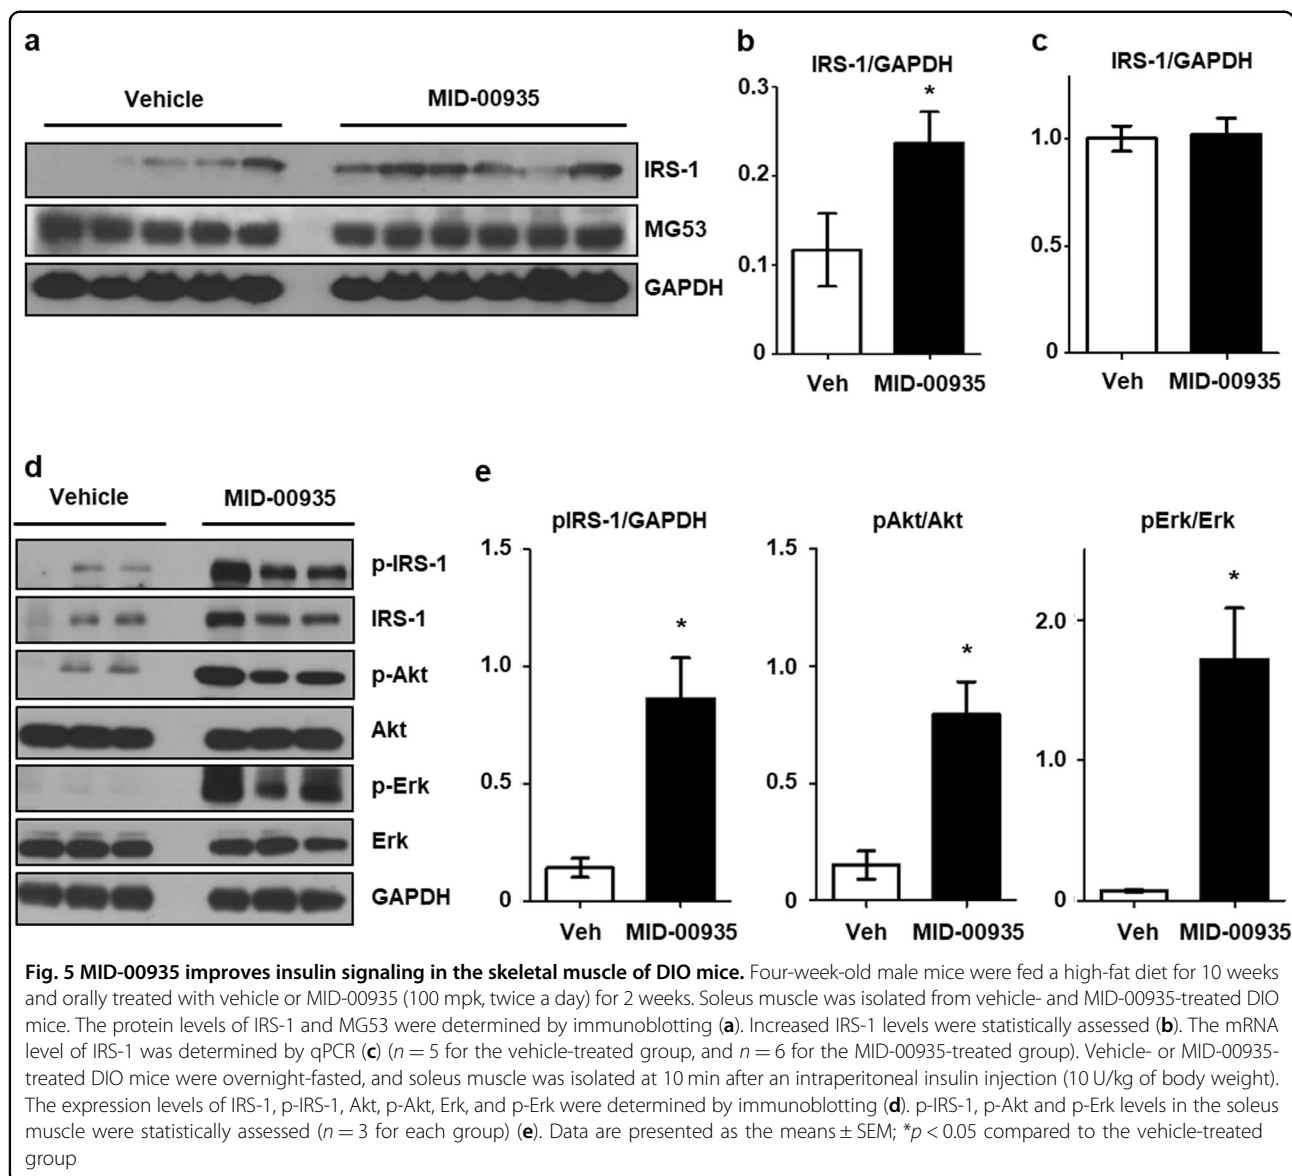 a
Vehicle
MID-00935
IRS-1
MG53
GAPDH
b
IRS-1/GAPDH
0.3
*
0.2
0.1
0
Veh MID-00935
c
IRS-1/GAPDH
1.0
0.5
0
Veh MID-00935
d
Vehicle
MID-00935
p-IRS-1
IRS-1
p-Akt
Akt
p-Erk
Erk
GAPDH
e
pIRS-1/GAPDH
1.5
*
1.0
0.5
0
Veh MID-00935
pAkt/Akt
1.5
1.0
*
0.5
0
Veh MID-00935
pErk/Erk
*
2.0
1.0
0
Veh MID-00935
Fig. 5 MID-00935 improves insulin signaling in the skeletal muscle of DIO mice. Four-week-old male mice were fed a high-fat diet for 10 weeks
and orally treated with vehicle or MID-00935 (100 mpk, twice a day) for 2 weeks. Soleus muscle was isolated from vehicle- and MID-00935-treated DIO
mice. The protein levels of IRS-1 and MG53 were determined by immunoblotting (a). Increased IRS-1 levels were statistically assessed (b). The mRNA
level of IRS-1 was determined by qPCR (c) (n = 5 for the vehicle-treated group, and n = 6 for the MID-00935-treated group). Vehicle- or MID-00935-
treated DIO mice were overnight-fasted, and soleus muscle was isolated at 10 min after an intraperitoneal insulin injection (10 U/kg of body weight).
The expression levels of IRS-1, p-IRS-1, Akt, p-Akt, Erk, and p-Erk were determined by immunoblotting (d). p-IRS-1, p-Akt and p-Erk levels in the soleus
muscle were statistically assessed (n = 3 for each group) (e). Data are presented as the means ± SEM; *p < 0.05 compared to the vehicle-treated
group